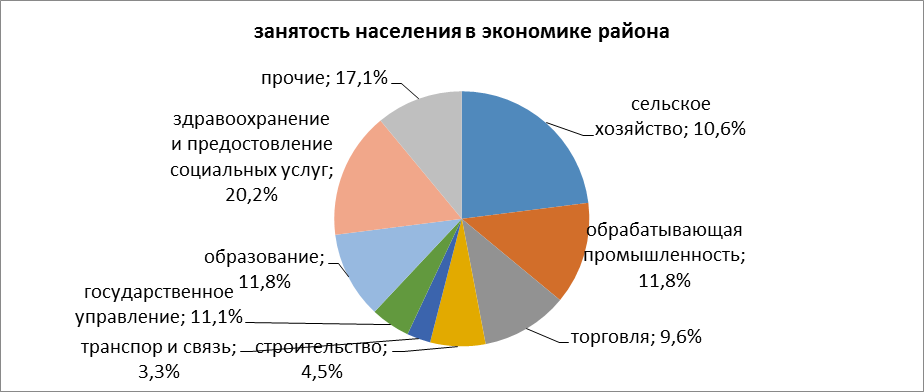 занятость населения в экономике района
прочие; 17,1%
сельское
хозяйство; 10,6%
здравоохранение
и предостовление
социальных услуг;
20,2%
обрабатывающая
промышленность;
11,8%
образование;
11,8%
государственное
управление; 11,1%
торговля; 9,6%
транспор и связь;
3,3%
строительство;
4,5%